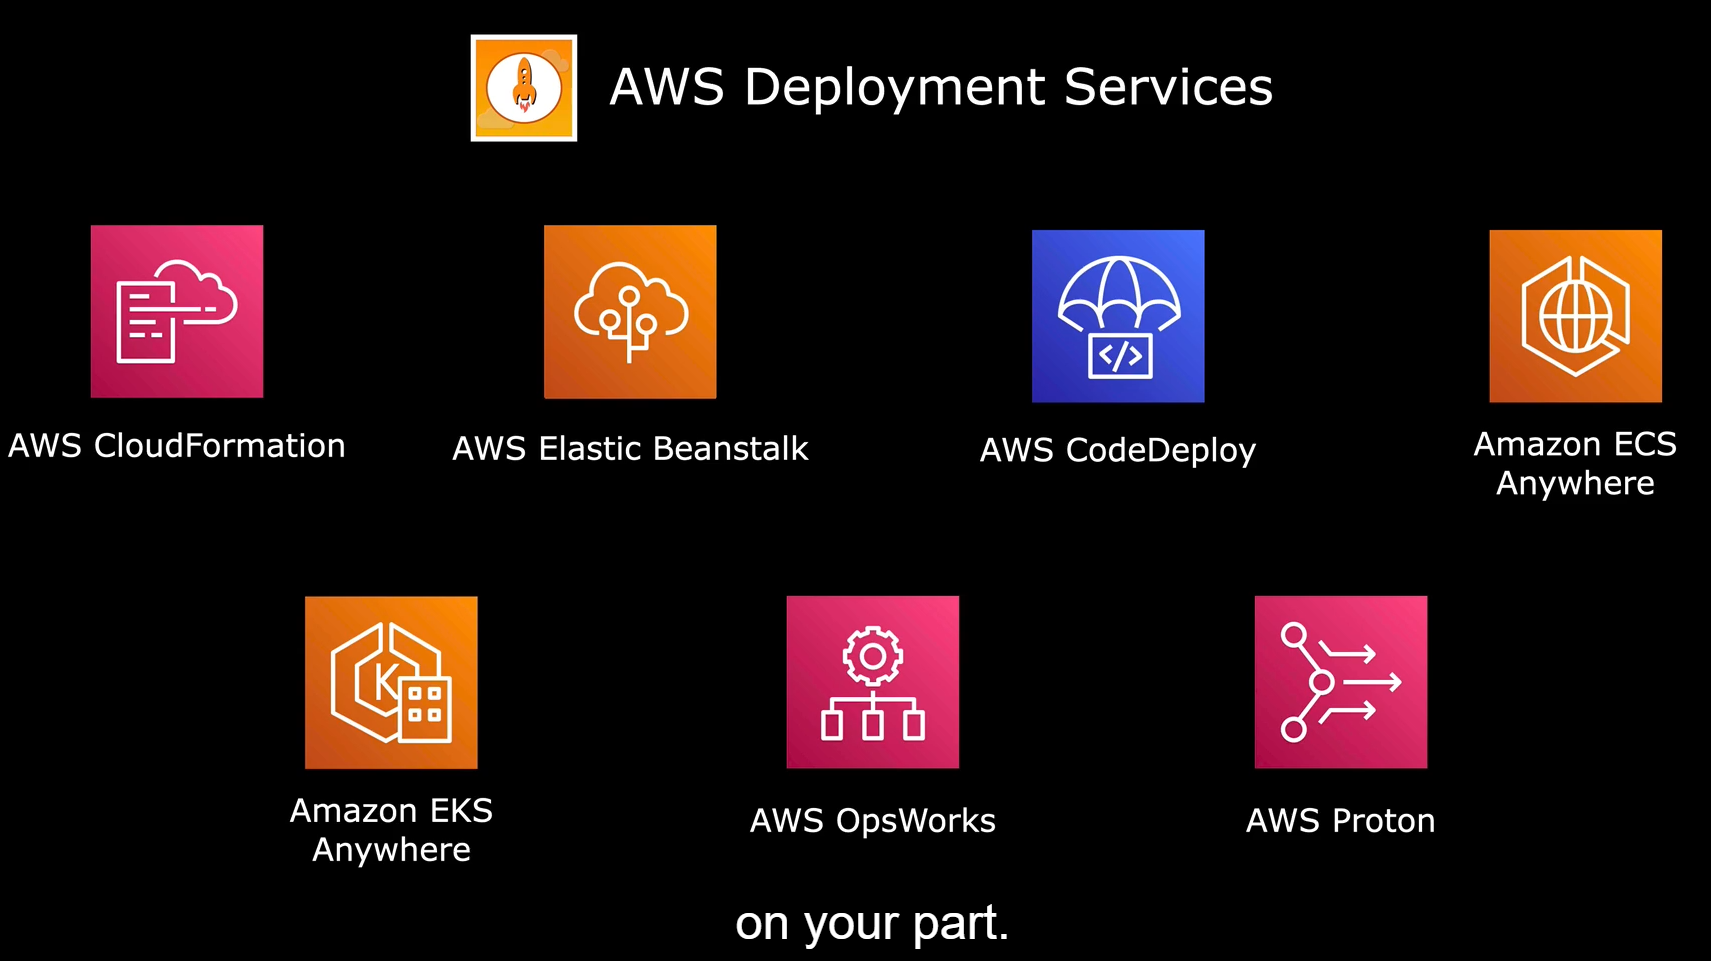 AWS Deployment Services
AWS CloudFormation
AWS Elastic Beanstalk
</>
AWS CodeDeploy
Amazon ECS
Anywhere
K
Amazon EKS
Anywhere
AWS OpsWorks
AWS Proton
on your part.